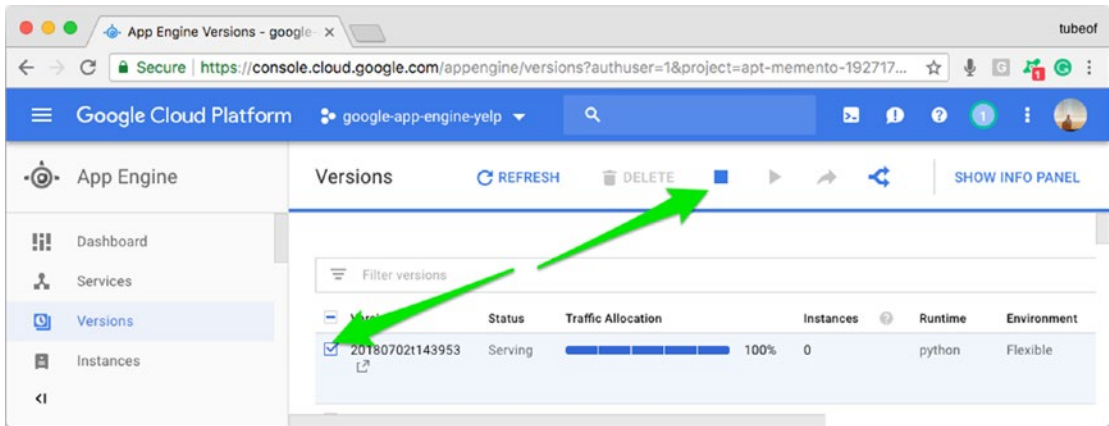 App Engine Versions - google-
tubeof
Secure | https://console.cloud.google.com/appengine/versions?authuser=1&project=apt-memento-192717...
G 1 G
Google Cloud Platform google-app-engine-yelp 1
App Engine Versions REFRESH DELETE SHOW INFO PANEL
Dashboard
Filter versions
Services
Status Traffic Allocation Instances Runtime Environment
Versions
20180702t143953 Serving 100% 0 python Flexible
Instances